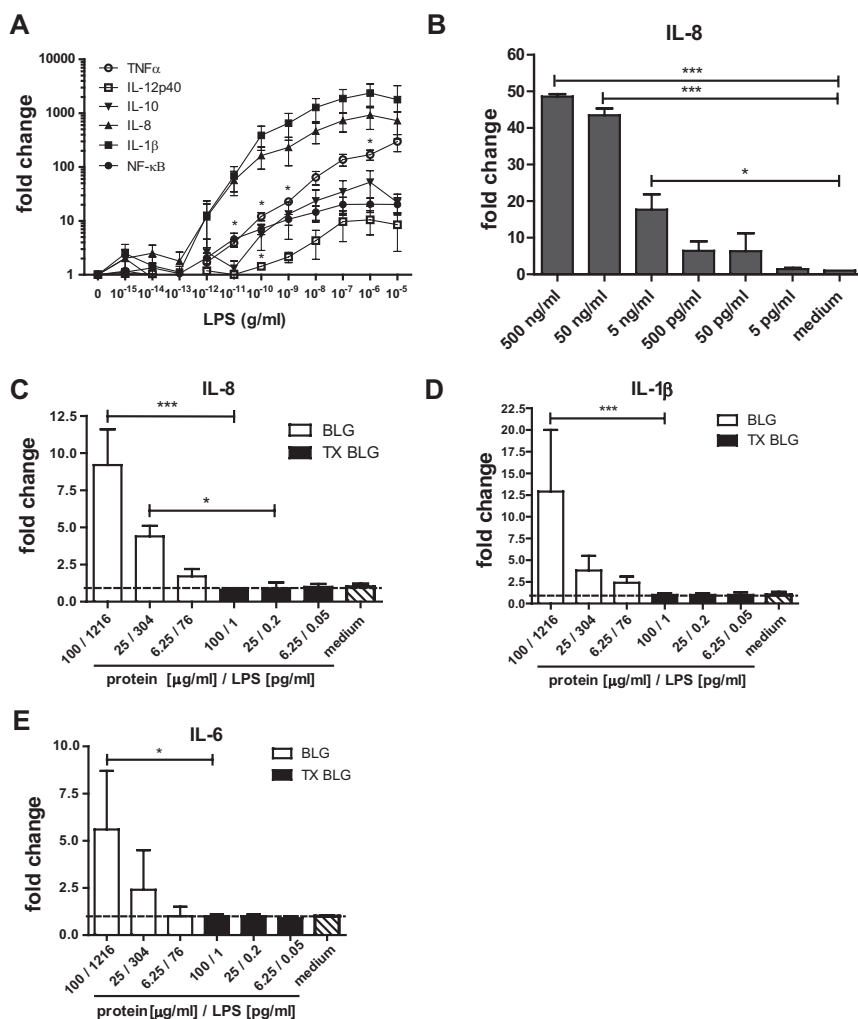 A
fold change
10000
1000
100
10
1
TNFα
IL-12p40
IL-10
IL-8
IL-1β
NF-κB
*
*
*
*
*
0 10⁻¹⁵ 10⁻¹⁴ 10⁻¹³ 10⁻¹² 10⁻¹¹ 10⁻¹⁰ 10⁻⁹ 10⁻⁸ 10⁻⁷ 10⁻⁶ 10⁻⁵
LPS (g/ml)
B
IL-8
fold change
60
50
40
30
20
10
0
***
***
*
500 ng/ml 50 ng/ml 5 ng/ml 500 pg/ml 50 pg/ml 5 pg/ml medium
C
IL-8
fold change
12.5
10.0
7.5
5.0
2.5
0.0
***
*
BLG
TX BLG
100 / 1216 25 / 304 6.25 / 76 100 / 1 25 / 0.2 6.25 / 0.05 medium
protein [µg/ml] / LPS [pg/ml]
D
IL-1β
fold change
22.5
20.0
17.5
15.0
12.5
10.0
7.5
5.0
2.5
0.0
***
BLG
TX BLG
100 / 1216 25 / 304 6.25 / 76 100 / 1 25 / 0.2 6.25 / 0.05 medium
protein [µg/ml] / LPS [pg/ml]
E
IL-6
fold change
10.0
7.5
5.0
2.5
0.0
*
BLG
TX BLG
100 / 1216 25 / 304 6.25 / 76 100 / 1 25 / 0.2 6.25 / 0.05 medium
protein [µg/ml] / LPS [pg/ml]